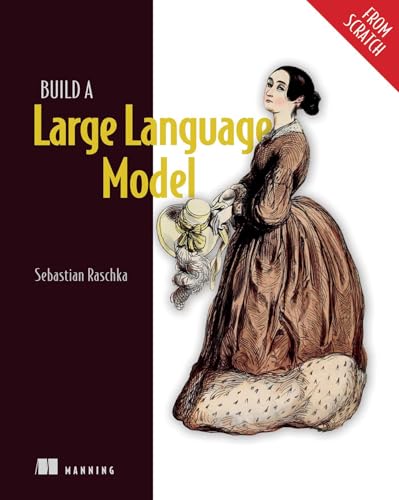 FROM
SCRATCH
BUILD A
Large Language
Model
Sebastian Raschka
MANNING